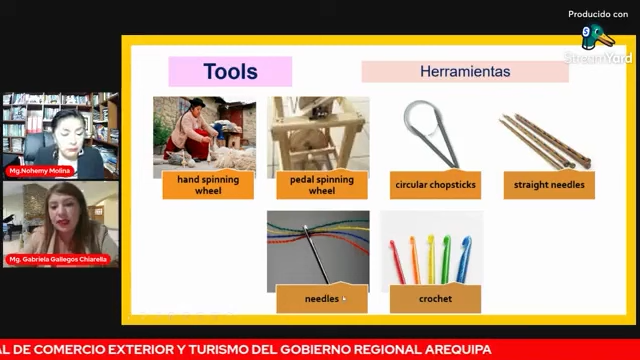 Producido con
StreamYard
Tools
Herramientas
hand spinning
wheel
pedal spinning
wheel
circular chopsticks
straight needles
needles
crochet
Mg.Nohemy Molina
Mg. Gabriela Gallegos Chiarella
AL DE COMERCIO EXTERIOR Y TURISMO DEL GOBIERNO REGIONAL AREQUIPA